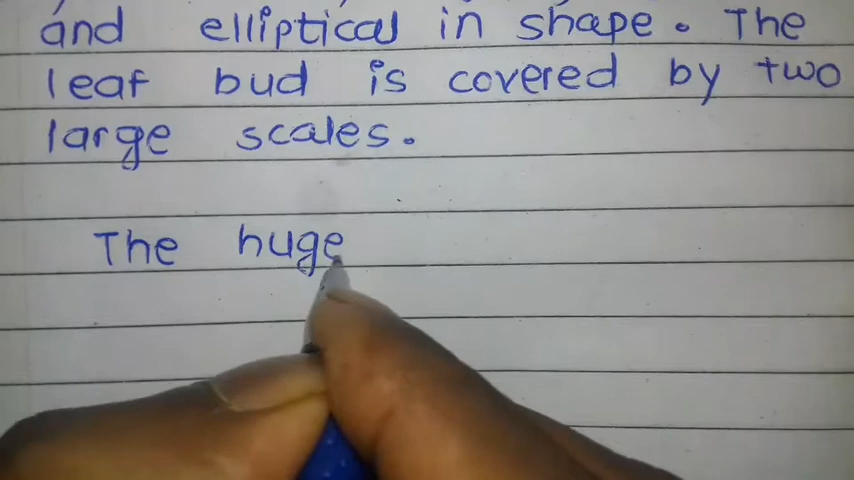 and elliptical in shape. The
leaf bud is covered by two
large scales.
The huge